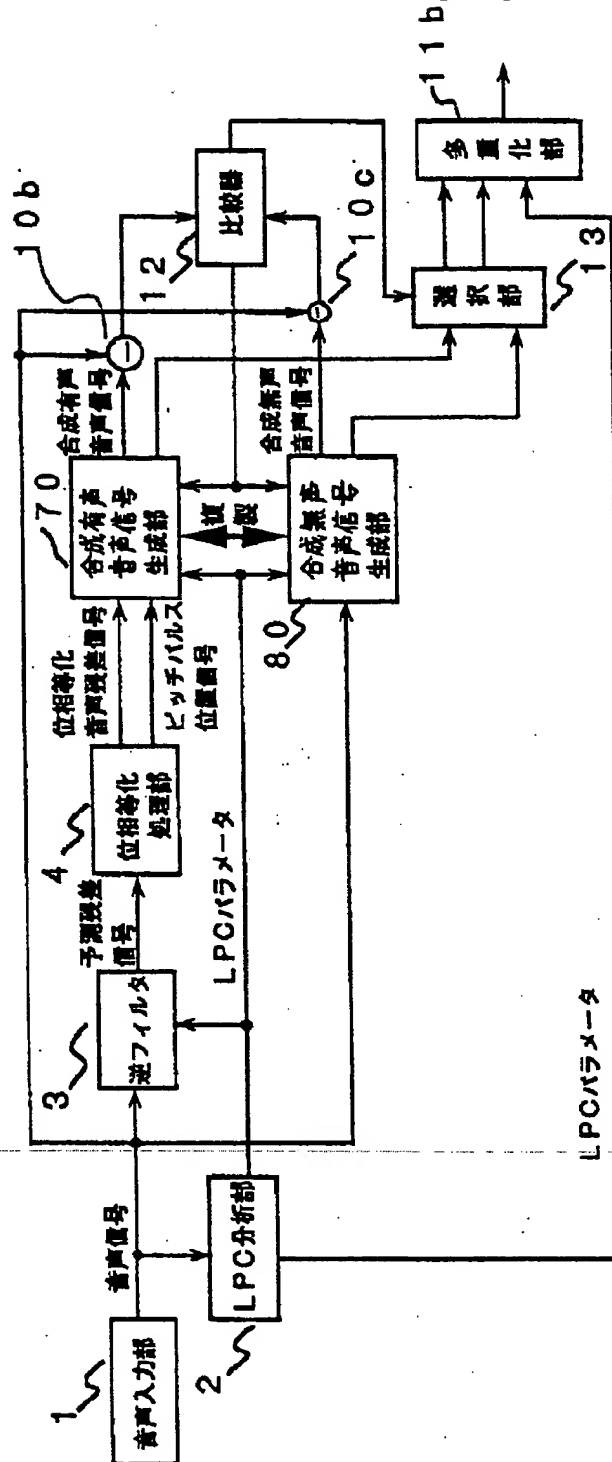 1
音声入力部
音声信号
2
LPC分析部
3
逆フィルタ
予測残差
信号
4
位相等化
処理部
LPCパラメータ
位相等化
音声残差信号
ピッチパルス
位置信号
70
合成有声
音声信号
生成部
複製
80
合成無声
音声信号
生成部
合成有声
音声信号
合成無声
音声信号
10b
10c
12
比較器
13
選択部
11b
多重化部
LPCパラメータ